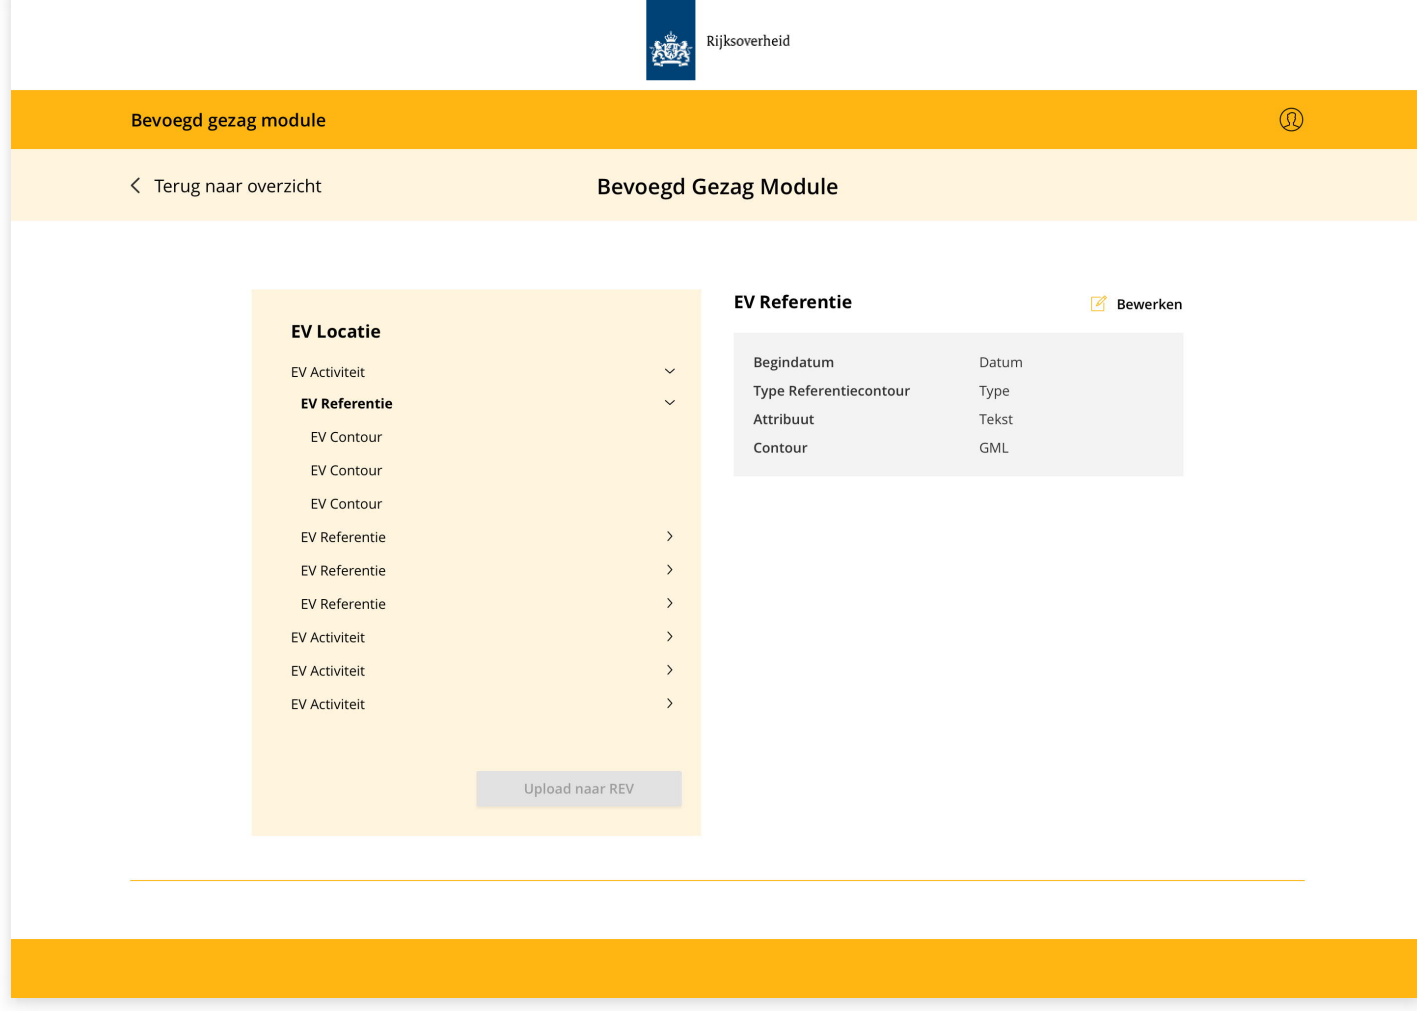 Rijksoverheid
Bevoegd gezag module
Terug naar overzicht
Bevoegd Gezag Module
EV Locatie
EV Activiteit
EV Referentie
EV Contour
EV Contour
EV Contour
EV Referentie
EV Referentie
EV Referentie
EV Activiteit
EV Activiteit
EV Activiteit
Upload naar REV
EV Referentie
Bewerken
Begindatum Datum
Type Referentiecontour Type
Attribuut Tekst
Contour GML